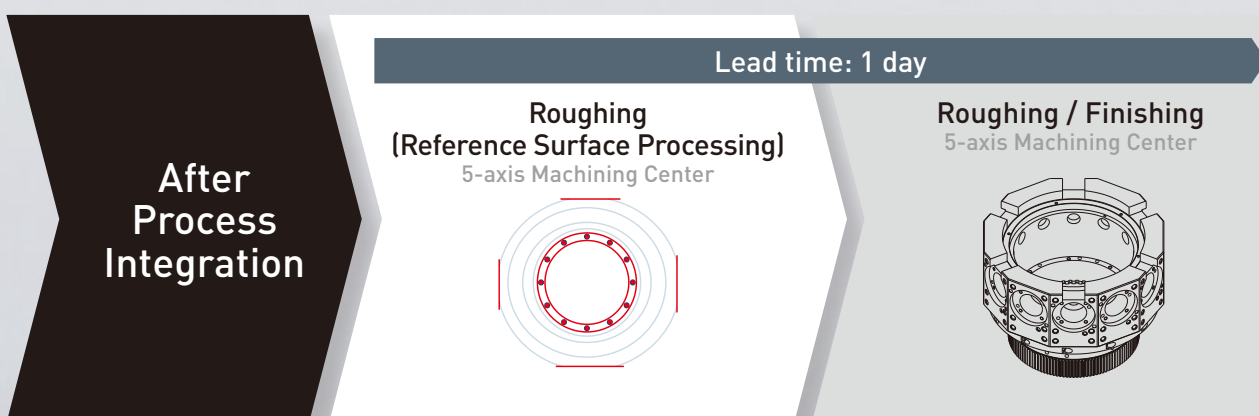 After
Process
Integration
Lead time: 1 day
Roughing
(Reference Surface Processing)
5-axis Machining Center
Roughing / Finishing
5-axis Machining Center